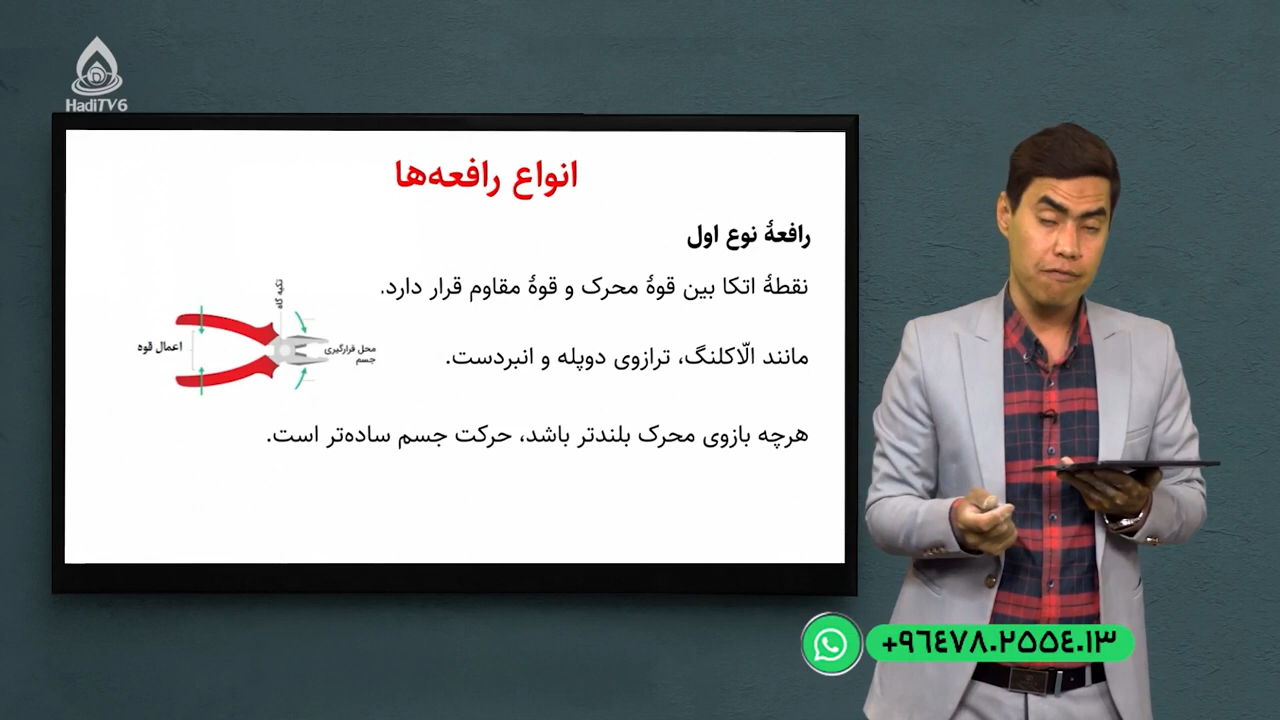 HadiTV6
انواع رافعه‌ها
رافعهٔ نوع اول
نقطهٔ اتکا بین قوهٔ محرک و قوهٔ مقاوم قرار دارد.
مانند الّاکلنگ، ترازوی دوپله و انبردست.
هرچه بازوی محرک بلندتر باشد، حرکت جسم ساده‌تر است.
تکیه گاه
اعمال قوه
محل قرارگیری
جسم
+٩٦٤٧٨٠٢٥٥٤٠١٣